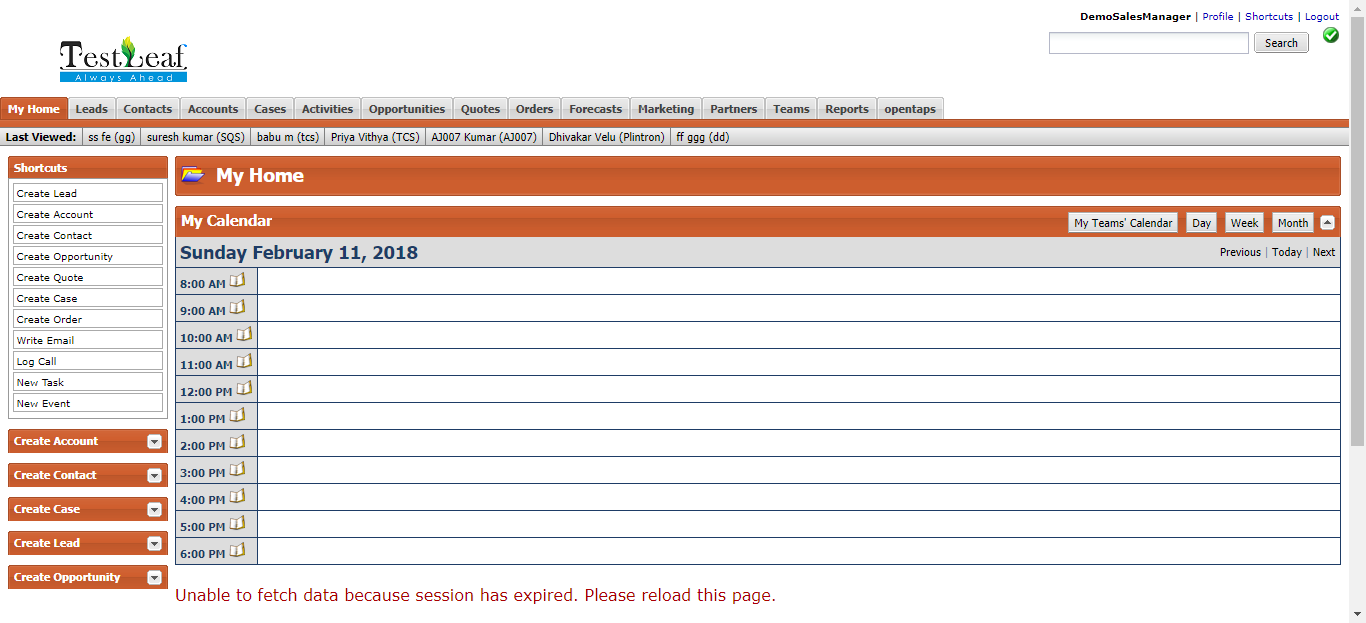 DemoSalesManager | Profile | Shortcuts | Logout
Search
TestLeaf
Always Ahead
My Home Leads Contacts Accounts Cases Activities Opportunities Quotes Orders Forecasts Marketing Partners Teams Reports opentaps
Last Viewed: ss fe (gg) suresh kumar (SQS) babu m (tcs) Priya Vithya (TCS) AJ007 Kumar (AJ007) Dhivakar Velu (Plintron) ff ggg (dd)
Shortcuts
Create Lead
Create Account
Create Contact
Create Opportunity
Create Quote
Create Case
Create Order
Write Email
Log Call
New Task
New Event
Create Account
Create Contact
Create Case
Create Lead
Create Opportunity
My Home
My Calendar My Teams' Calendar Day Week Month
Sunday February 11, 2018 Previous | Today | Next
8:00 AM
9:00 AM
10:00 AM
11:00 AM
12:00 PM
1:00 PM
2:00 PM
3:00 PM
4:00 PM
5:00 PM
6:00 PM
Unable to fetch data because session has expired. Please reload this page.